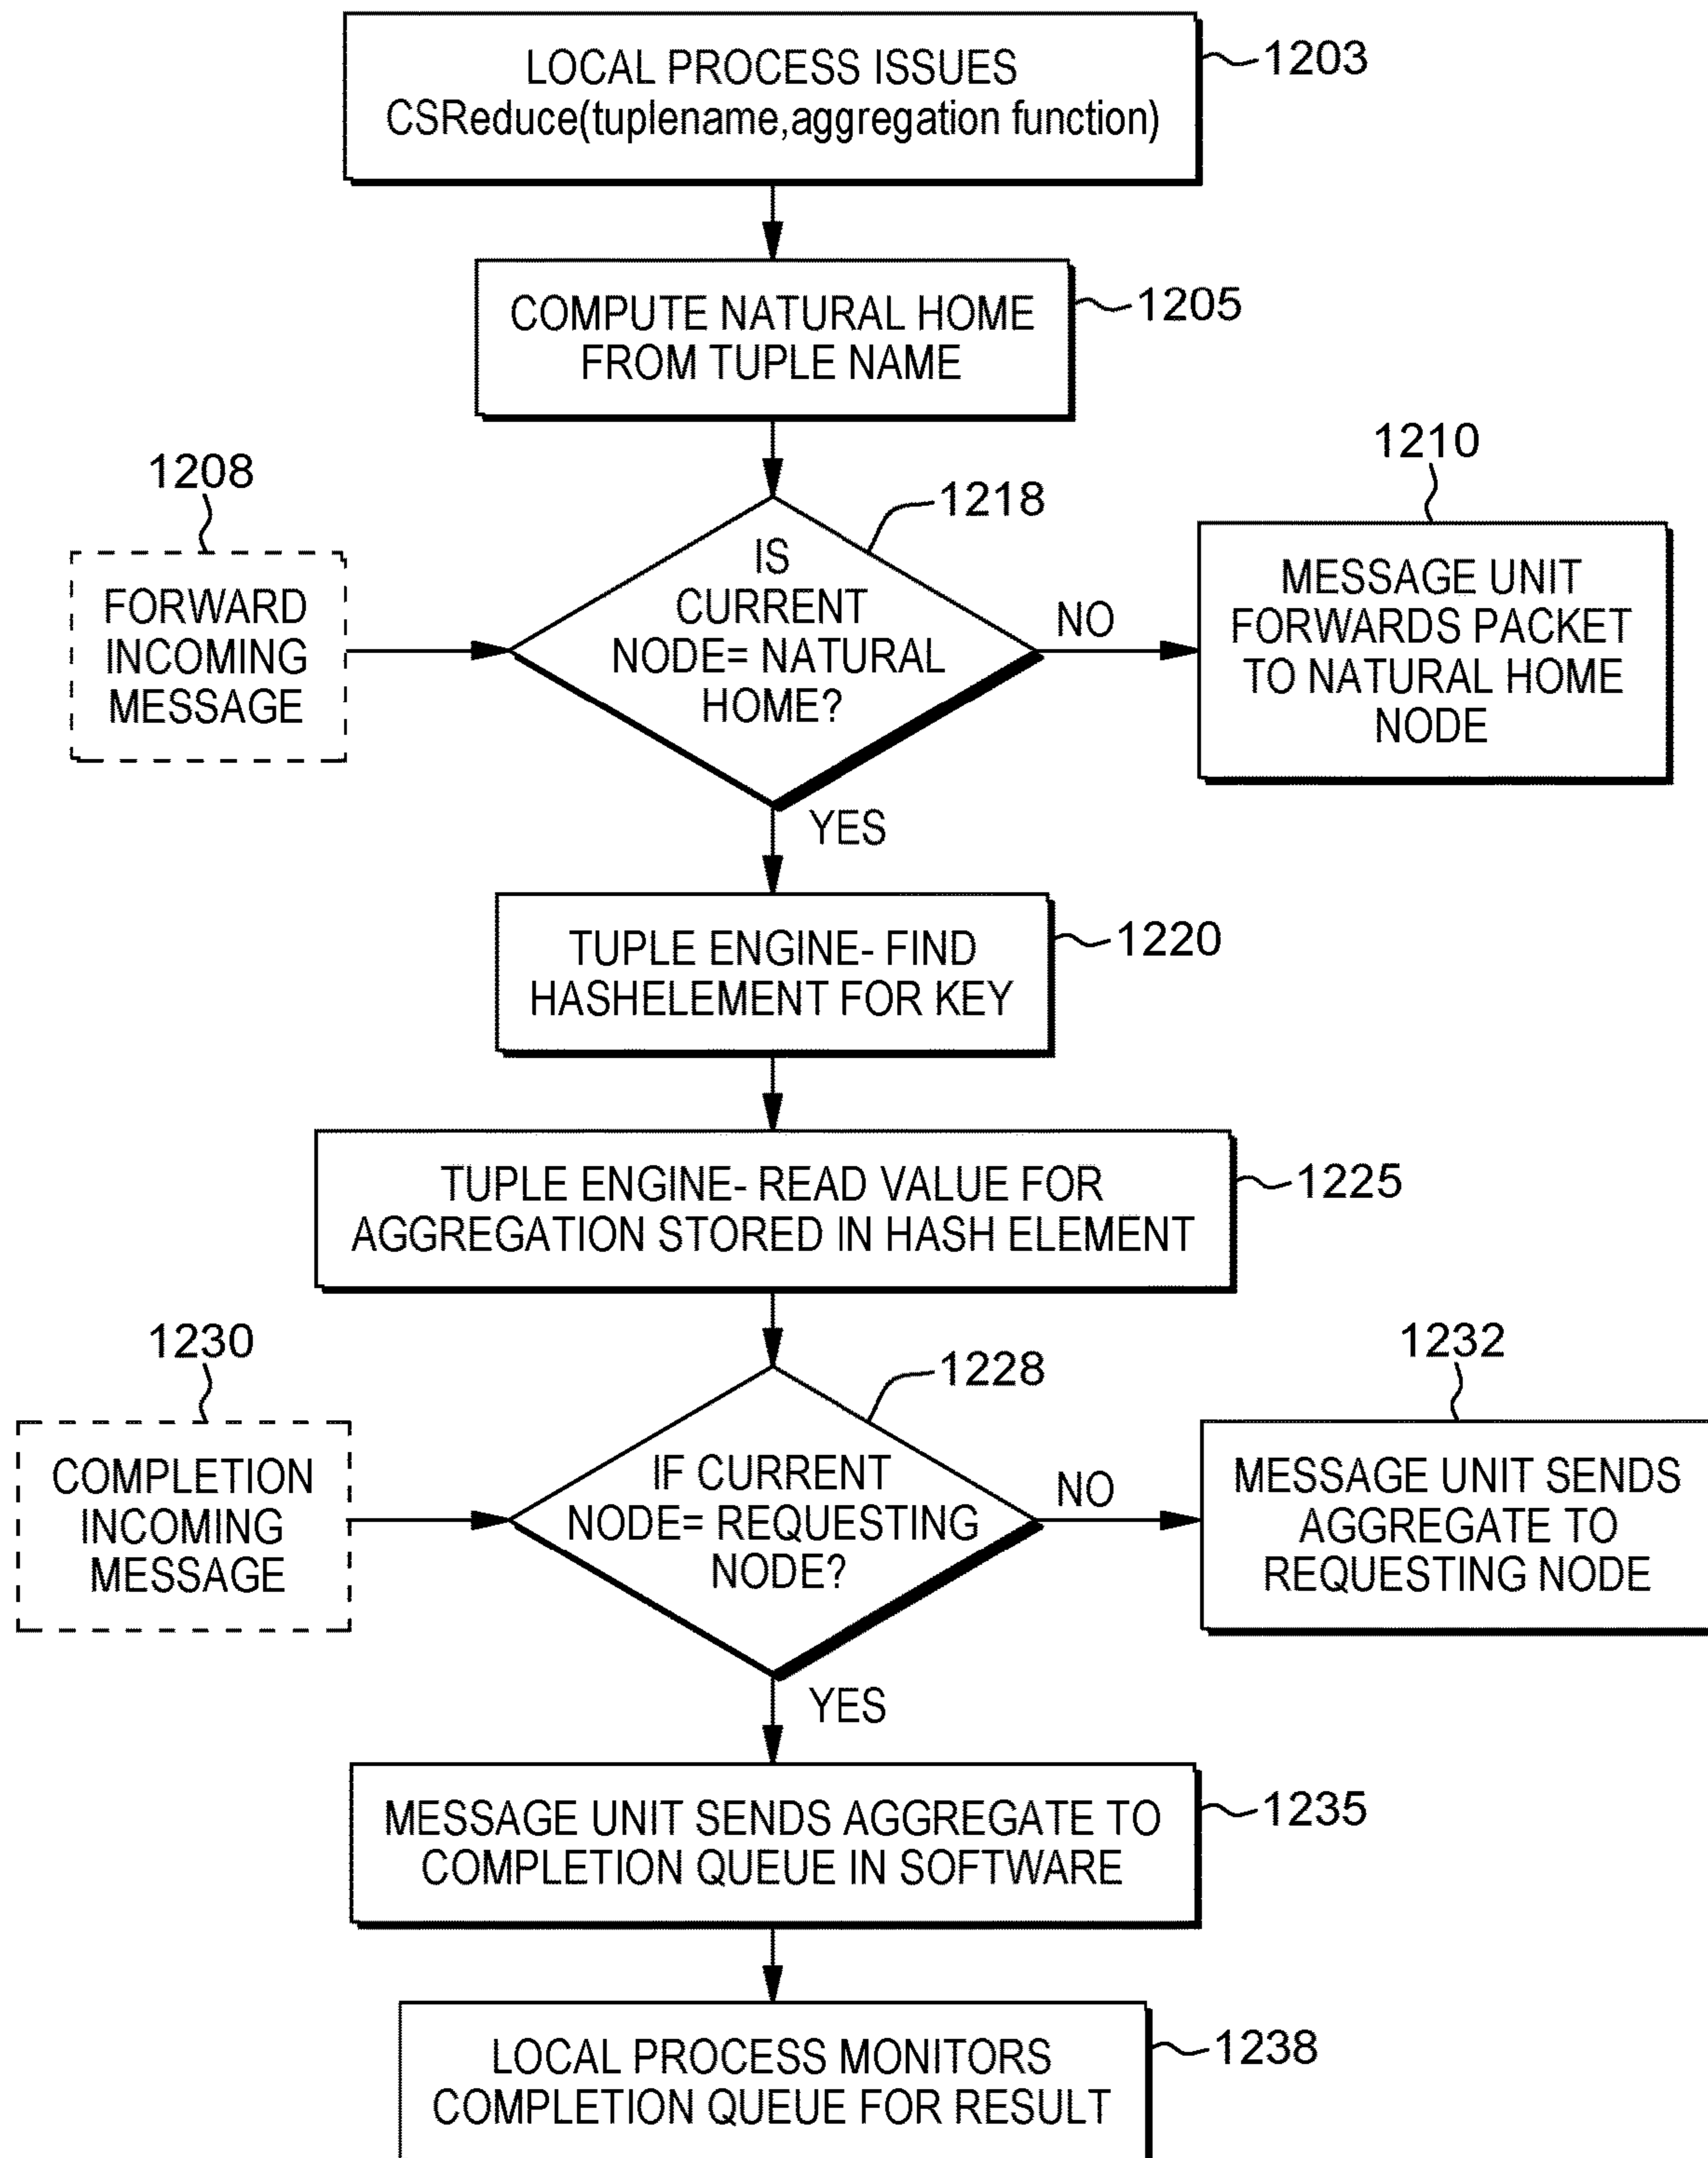 LOCAL PROCESS ISSUES
CSReduce(tuplename,aggregation function)
1203
COMPUTE NATURAL HOME
FROM TUPLE NAME
1205
1208
FORWARD
INCOMING
MESSAGE
1218
IS
CURRENT
NODE= NATURAL
HOME?
NO
1210
MESSAGE UNIT
FORWARDS PACKET
TO NATURAL HOME
NODE
YES
TUPLE ENGINE- FIND
HASHELEMENT FOR KEY
1220
TUPLE ENGINE- READ VALUE FOR
AGGREGATION STORED IN HASH ELEMENT
1225
1230
COMPLETION
INCOMING
MESSAGE
1228
IF CURRENT
NODE= REQUESTING
NODE?
NO
1232
MESSAGE UNIT SENDS
AGGREGATE TO
REQUESTING NODE
YES
MESSAGE UNIT SENDS AGGREGATE TO
COMPLETION QUEUE IN SOFTWARE
1235
LOCAL PROCESS MONITORS
COMPLETION QUEUE FOR RESULT
1238